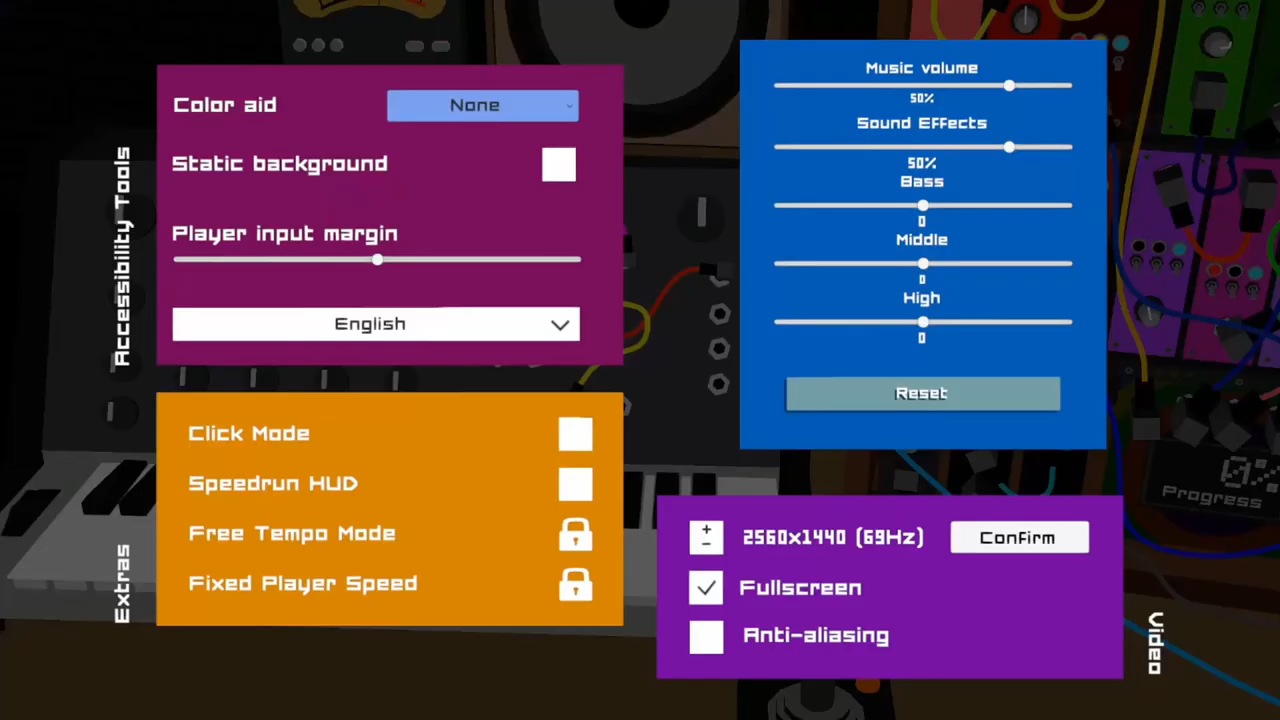 Accessibility Tools
Color aid
None
Static background
Player input margin
English
Extras
Click Mode
Speedrun HUD
Free Tempo Mode
Fixed Player Speed
Music volume
50%
Sound Effects
50%
Bass
0
Middle
0
High
0
Reset
0%
Progress
+
-
2560x1440 (69Hz)
Confirm
Fullscreen
Anti-aliasing
Video